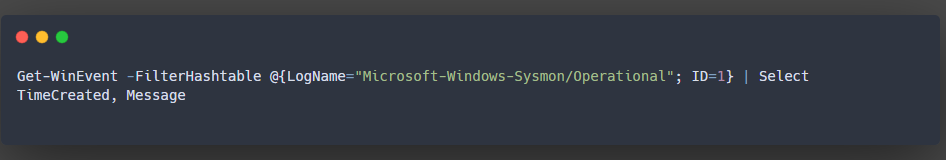 Get-WinEvent -FilterHashtable @{LogName="Microsoft-Windows-Sysmon/Operational"; ID=1} | Select
TimeCreated, Message